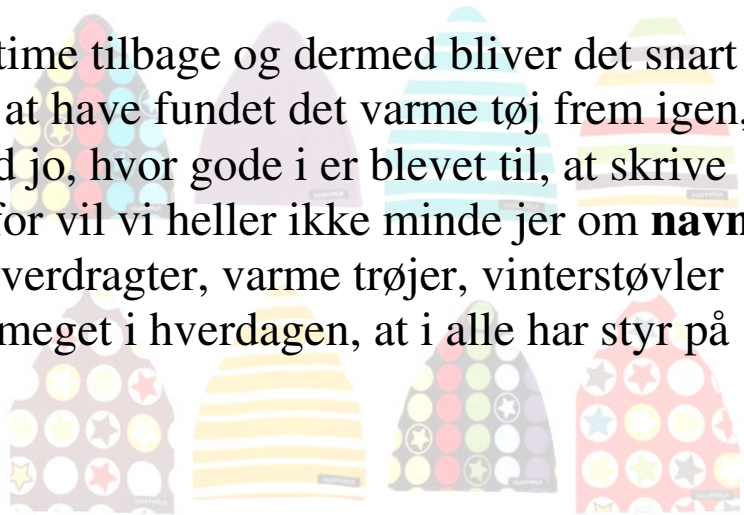 time tilbage og dermed bliver det snart
at have fundet det varme tøj frem igen,
d jo, hvor gode i er blevet til, at skrive
for vil vi heller ikke minde jer om navn
verdragter, varme trøjer, vinterstøvler
meget i hverdagen, at i alle har styr på